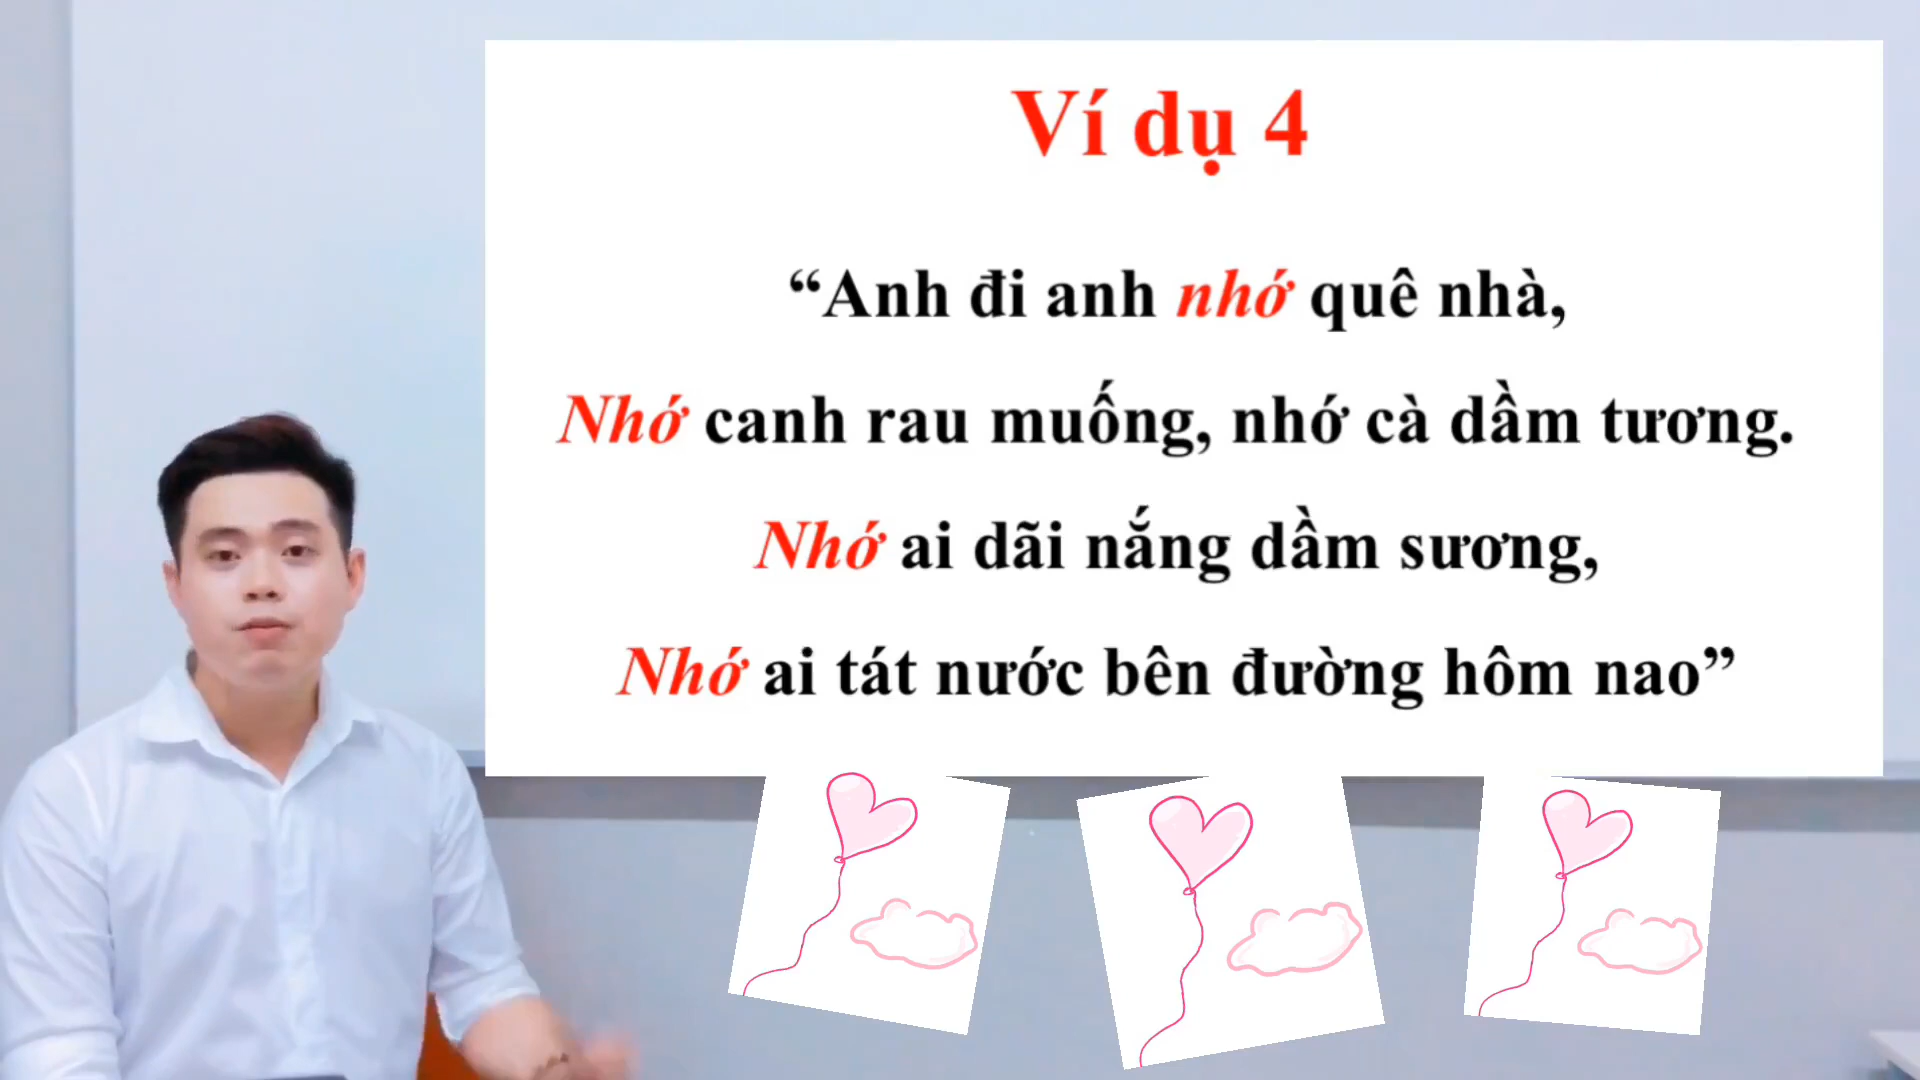 Ví dụ 4
“Anh đi anh nhớ quê nhà,
Nhớ canh rau muống, nhớ cà dầm tương.
Nhớ ai dãi nắng dầm sương,
Nhớ ai tát nước bên đường hôm nao”